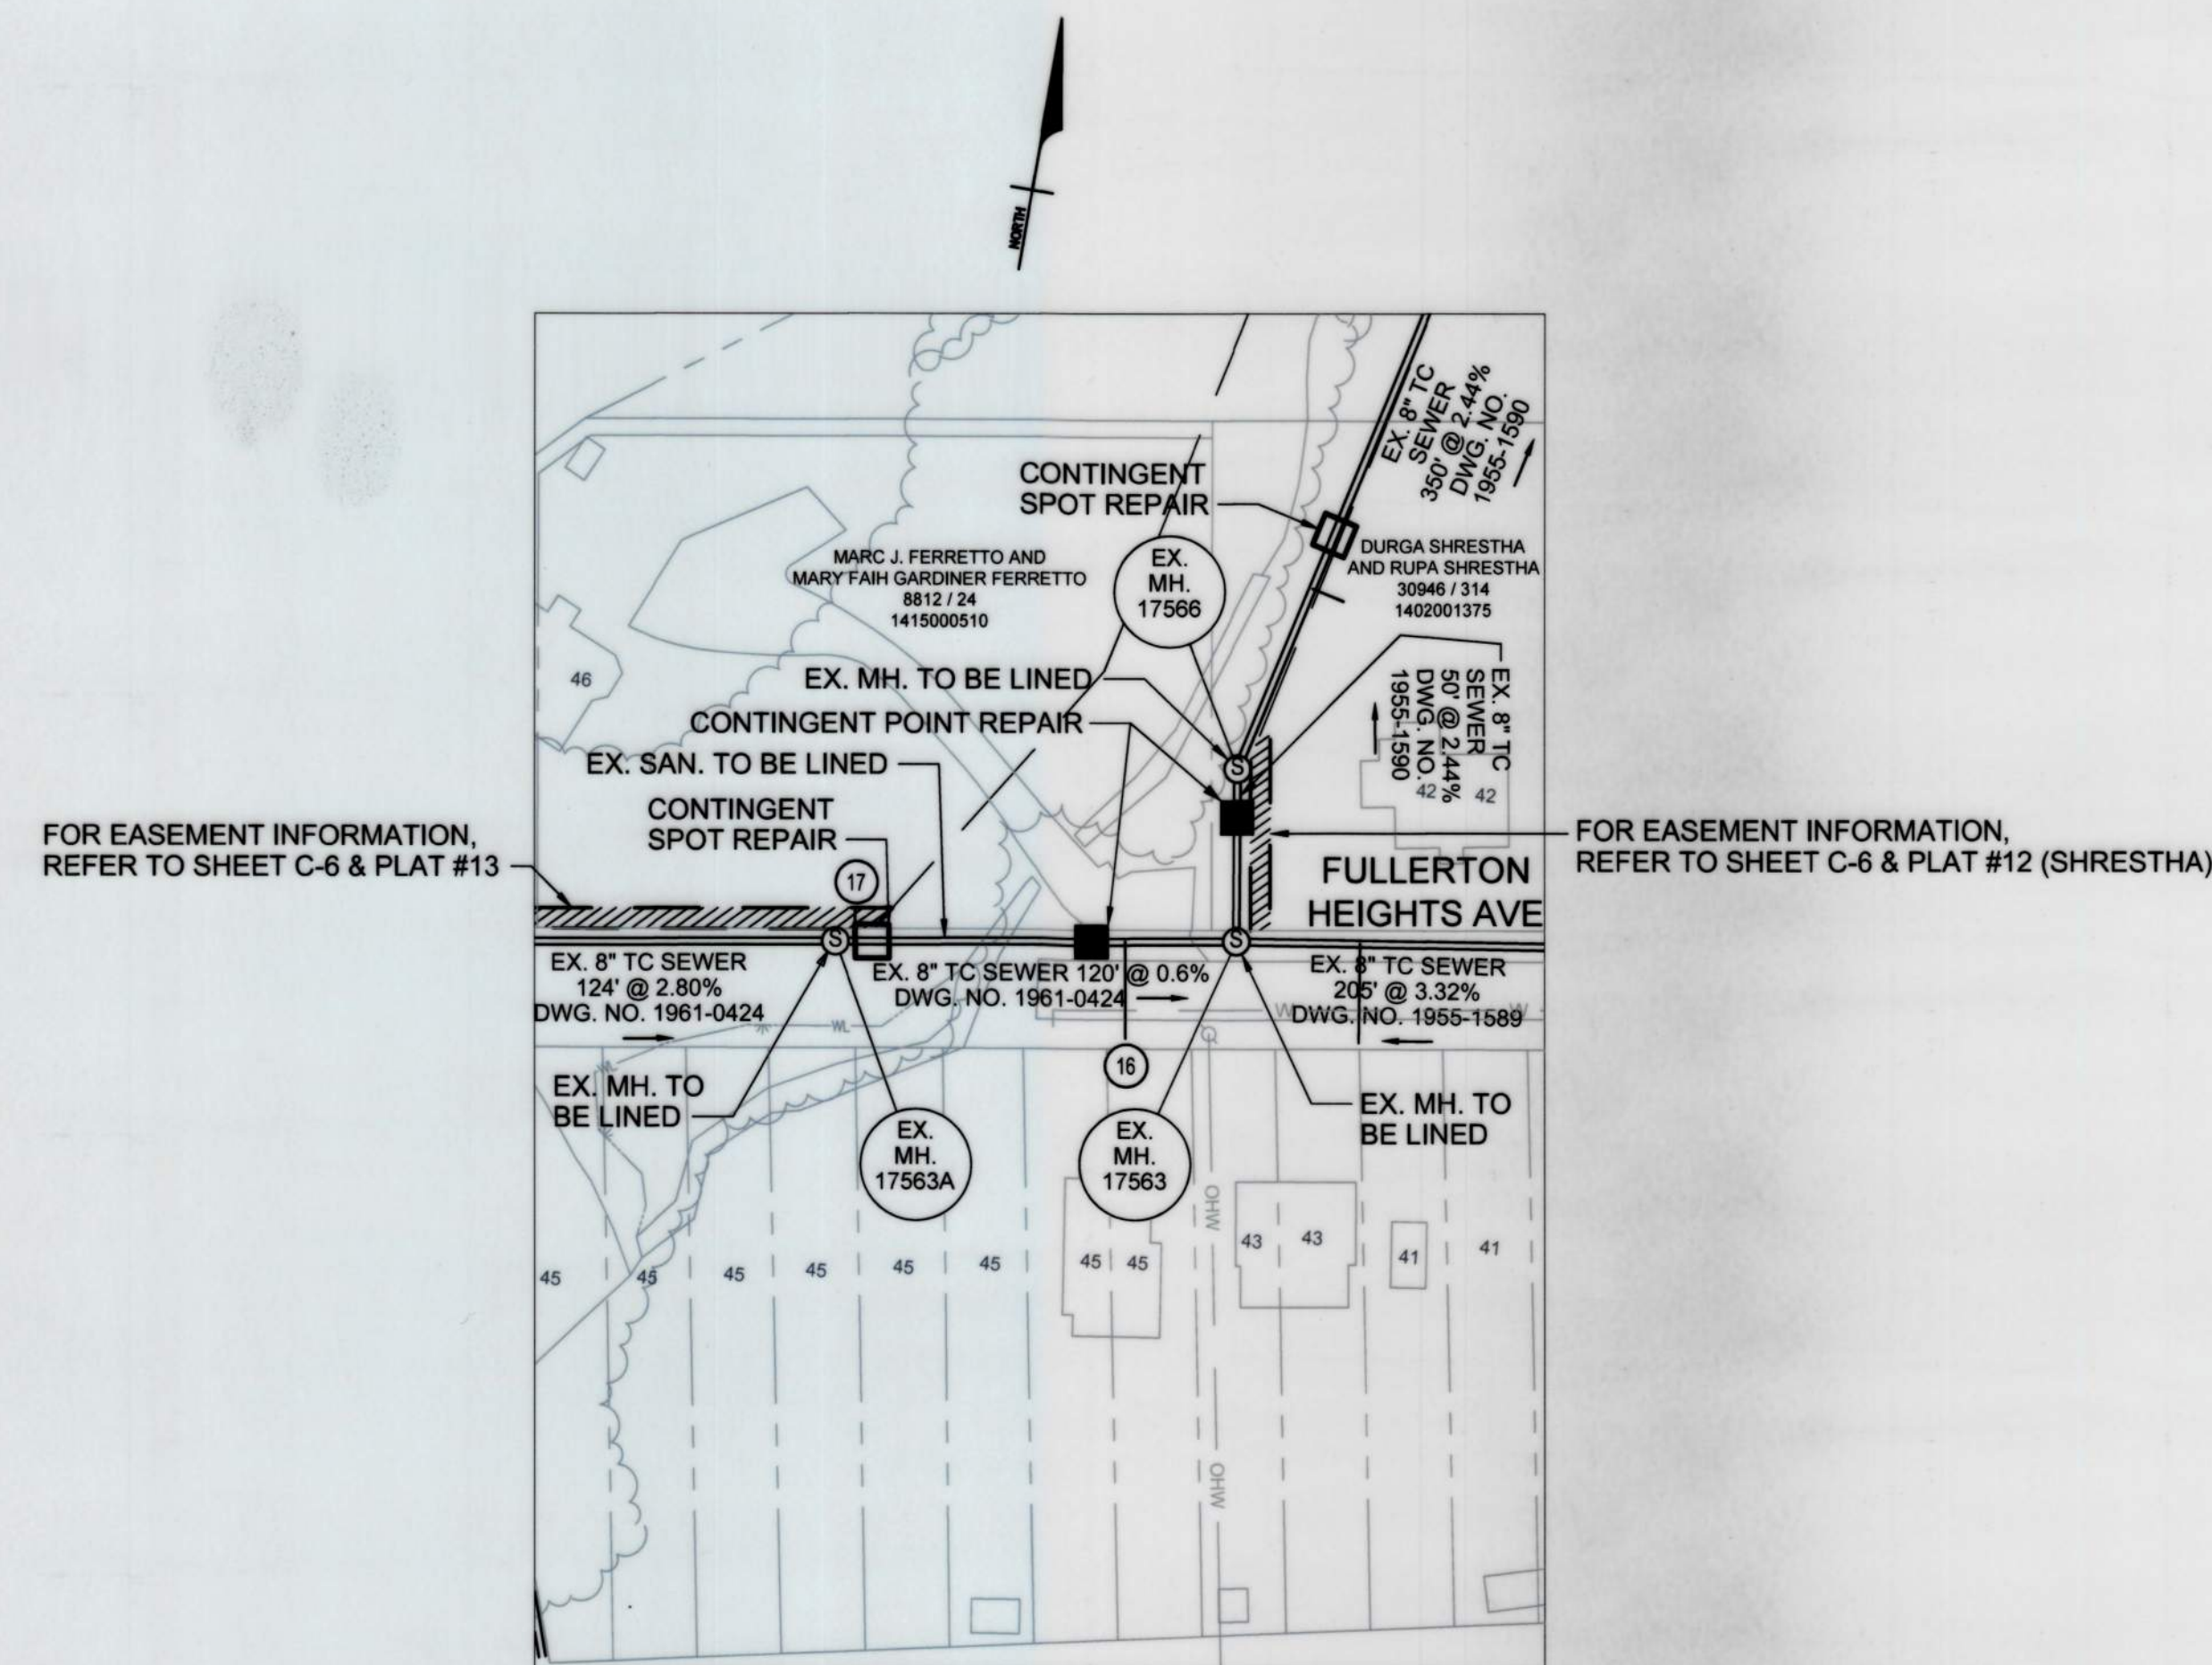 NORTH
EX. 8" TC
SEWER
350' @ 2.44%
DWG. NO.
1955-1590
CONTINGENT
SPOT REPAIR
MARC J. FERRETTO AND
MARY FAIH GARDINER FERRETTO
8812 / 24
1415000510
EX.
MH.
17566
DURGA SHRESTHA
AND RUPA SHRESTHA
30946 / 314
1402001375
46
EX. MH. TO BE LINED
CONTINGENT POINT REPAIR
EX. SAN. TO BE LINED
EX. 8" TC
SEWER
50' @ 2.44%
DWG. NO.
1955-1590
42
42
CONTINGENT
SPOT REPAIR
FOR EASEMENT INFORMATION,
REFER TO SHEET C-6 & PLAT #13
FOR EASEMENT INFORMATION,
REFER TO SHEET C-6 & PLAT #12 (SHRESTHA)
17
FULLERTON
HEIGHTS AVE
S
S
S
EX. 8" TC SEWER
124' @ 2.80%
DWG. NO. 1961-0424
EX. 8" TC SEWER 120' @ 0.6%
DWG. NO. 1961-0424
EX. 8" TC SEWER
205' @ 3.32%
DWG. NO. 1955-1589
W
W
WL
WL
16
EX. MH. TO
BE LINED
EX. MH. TO
BE LINED
EX.
MH.
17563A
EX.
MH.
17563
OHW
45
45
45
45
45
45
45
45
43
43
41
41
OHW